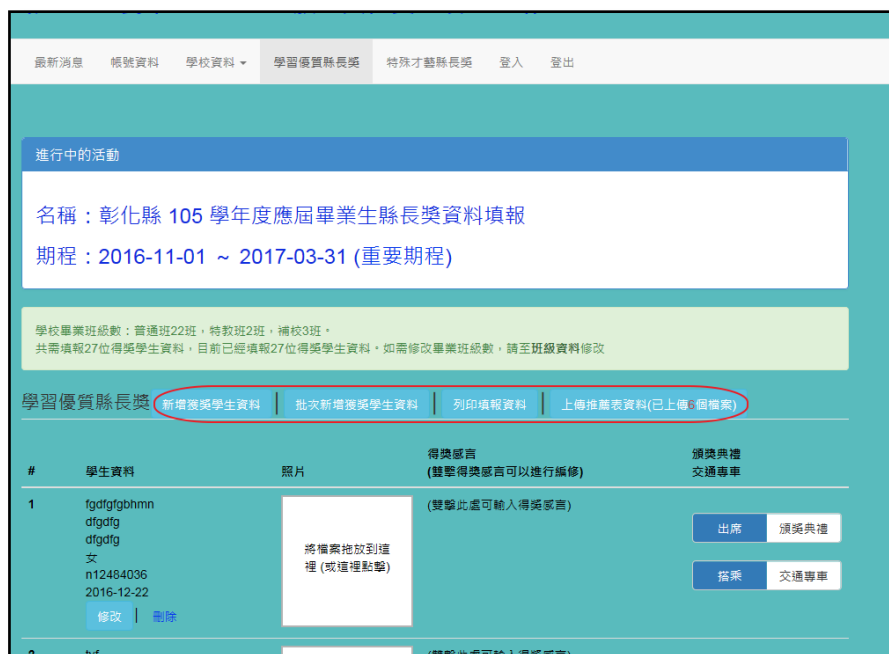 最新消息 帳號資料 學校資料 學習優質縣長獎 特殊才藝縣長獎 登入 登出
進行中的活動
名稱：彰化縣 105 學年度應屆畢業生縣長獎資料填報
期程：2016-11-01 ~ 2017-03-31 (重要期程)
學校畢業班級數：普通班22班，特教班2班，補校3班。
共需填報27位得獎學生資料，目前已經填報27位得獎學生資料。如需修改畢業班級數，請至班級資料修改
學習優質縣長獎 新增獲獎學生資料 | 批次新增獲獎學生資料 | 列印填報資料 | 上傳推薦表資料(已上傳6個檔案)
得獎感言 頒獎典禮
# 學生資料 照片 (雙擊得獎感言可以進行編修) 交通專車
1 fgdfgfgbhmn (雙擊此處可輸入得獎感言)
dfgdfg
dfgdfg
女
n12484036
2016-12-22
修改 | 刪除
將檔案拖放到這
裡 (或這裡點擊)
出席 頒獎典禮
搭乘 交通專車